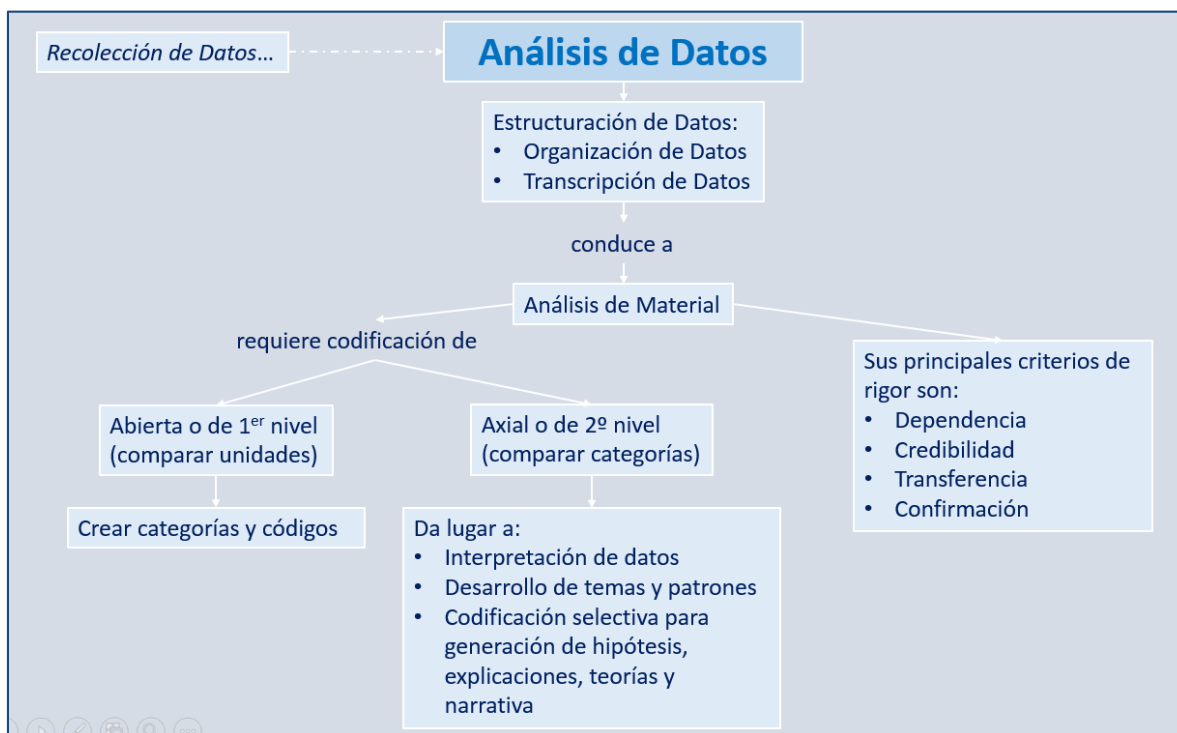 Recolección de Datos...
Análisis de Datos
Estructuración de Datos:
• Organización de Datos
• Transcripción de Datos
conduce a
Análisis de Material
requiere codificación de
Abierta o de 1er nivel
(comparar unidades)
Crear categorías y códigos
Axial o de 2º nivel
(comparar categorías)
Da lugar a:
• Interpretación de datos
• Desarrollo de temas y patrones
• Codificación selectiva para
generación de hipótesis,
explicaciones, teorías y
narrativa
Sus principales criterios de
rigor son:
• Dependencia
• Credibilidad
• Transferencia
• Confirmación